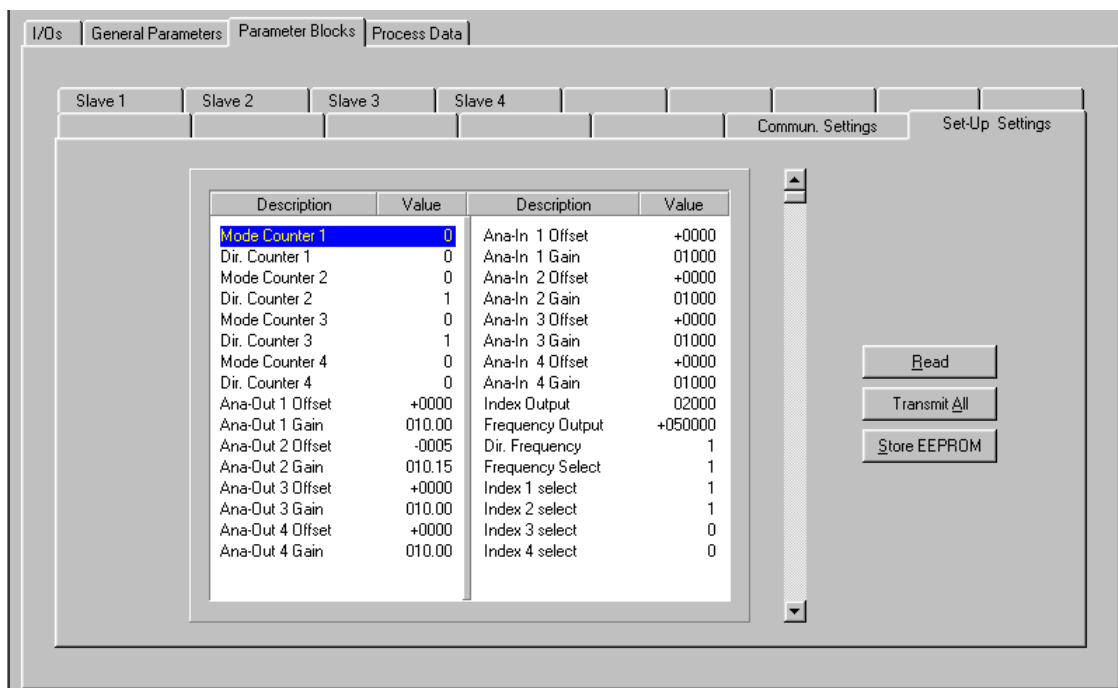 I/Os General Parameters Parameter Blocks Process Data
Slave 1 Slave 2 Slave 3 Slave 4
Commun. Settings Set-Up Settings
Description Value Description Value
Mode Counter 1 0 Ana-In 1 Offset +0000
Dir. Counter 1 0 Ana-In 1 Gain 01000
Mode Counter 2 0 Ana-In 2 Offset +0000
Dir. Counter 2 1 Ana-In 2 Gain 01000
Mode Counter 3 0 Ana-In 3 Offset +0000
Dir. Counter 3 1 Ana-In 3 Gain 01000
Mode Counter 4 0 Ana-In 4 Offset +0000
Dir. Counter 4 0 Ana-In 4 Gain 01000
Ana-Out 1 Offset +0000 Index Output 02000
Ana-Out 1 Gain 010.00 Frequency Output +050000
Ana-Out 2 Offset -0005 Dir. Frequency 1
Ana-Out 2 Gain 010.15 Frequency Select 1
Ana-Out 3 Offset +0000 Index 1 select 1
Ana-Out 3 Gain 010.00 Index 2 select 1
Ana-Out 4 Offset +0000 Index 3 select 0
Ana-Out 4 Gain 010.00 Index 4 select 0
Read
Transmit All
Store EEPROM